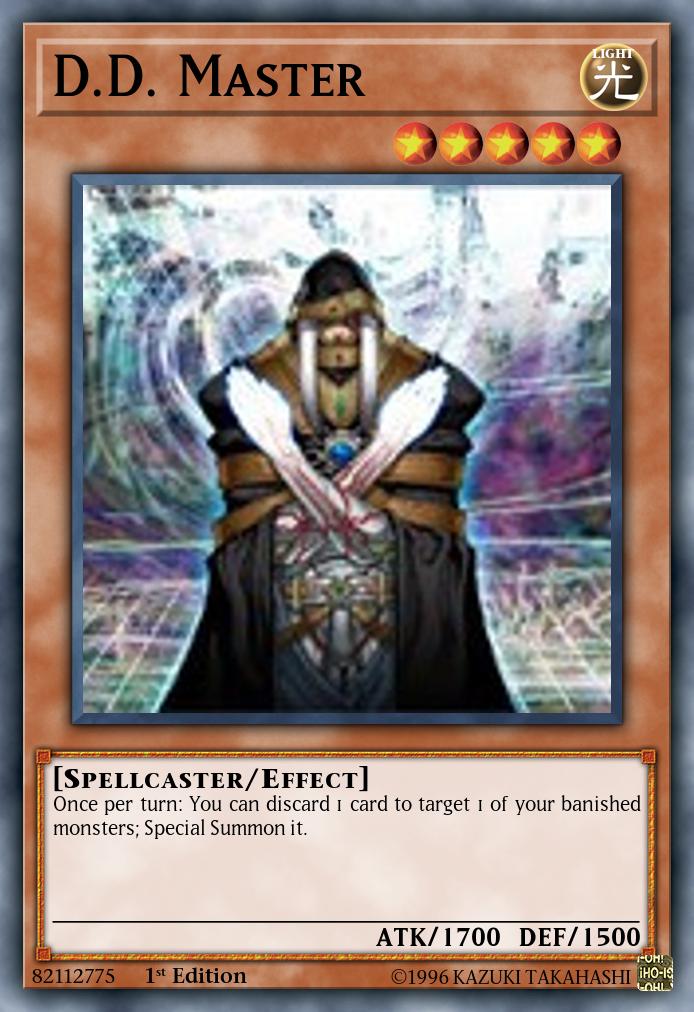 D.D. Master
LIGHT
光
[Spellcaster/Effect]
Once per turn: You can discard 1 card to target 1 of your banished
monsters; Special Summon it.
ATK/1700 DEF/1500
82112775 1st Edition ©1996 KAZUKI TAKAHASHI